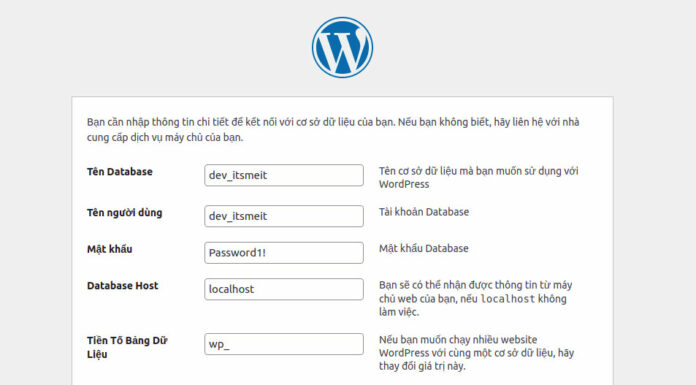 Bạn cần nhập thông tin chi tiết để kết nối với cơ sở dữ liệu của bạn. Nếu bạn không biết, hãy liên hệ với nhà
cung cấp dịch vụ máy chủ của bạn.
Tên Database
dev_itsmeit
Tên cơ sở dữ liệu mà bạn muốn sử dụng với
WordPress
Tên người dùng
dev_itsmeit
Tài khoản Database
Mật khẩu
Password1!
Mật khẩu Database
Database Host
localhost
Bạn sẽ có thể nhận được thông tin từ máy
chủ web của bạn, nếu localhost không
làm việc.
Tiền Tố Bảng Dữ
Liệu
wp_
Nếu bạn muốn chạy nhiều website
WordPress với cùng một cơ sở dữ liệu, hãy
thay đổi giá trị này.